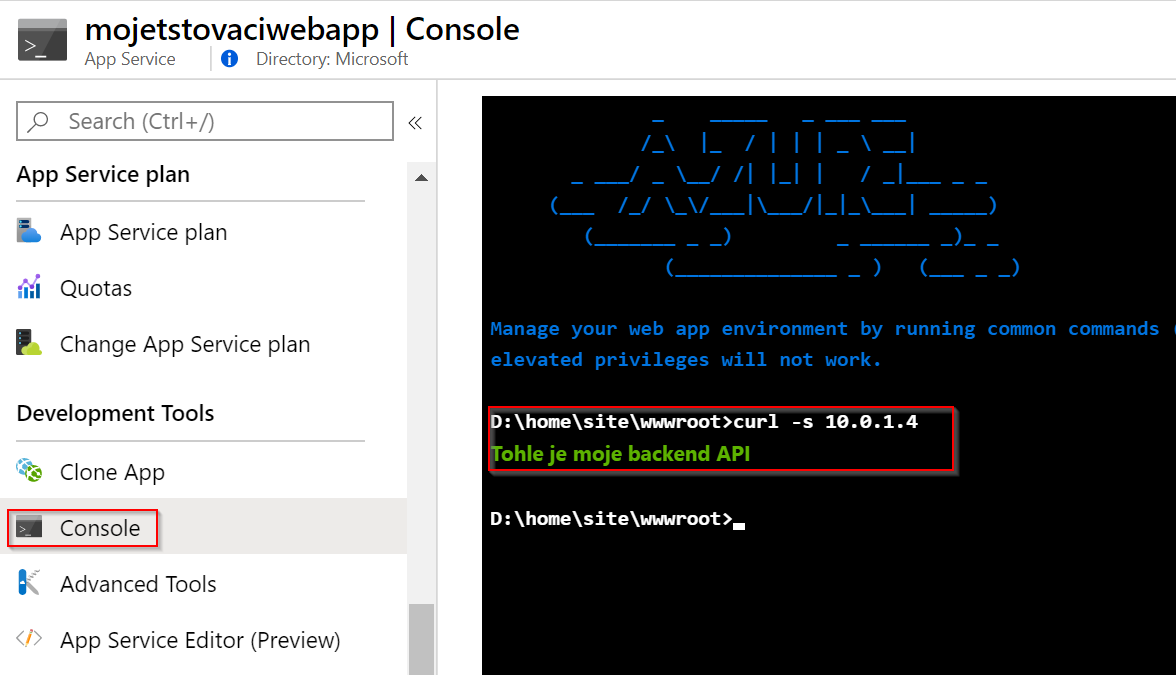 mojetstovaciwebapp | Console
App Service
Directory: Microsoft
Search (Ctrl+/)
App Service plan
App Service plan
Quotas
Change App Service plan
Development Tools
Clone App
Console
Advanced Tools
App Service Editor (Preview)
AZURE
Manage your web app environment by running common commands (
elevated privileges will not work.
D:\home\site\wwwroot>curl -s 10.0.1.4
Tohle je moje backend API
D:\home\site\wwwroot>